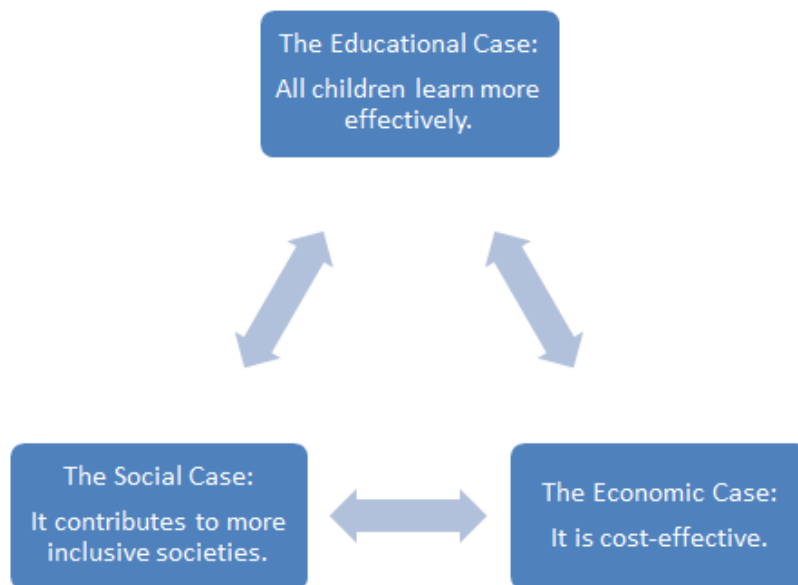 The Educational Case:
All children learn more
effectively.
The Social Case:
It contributes to more
inclusive societies.
The Economic Case:
It is cost-effective.